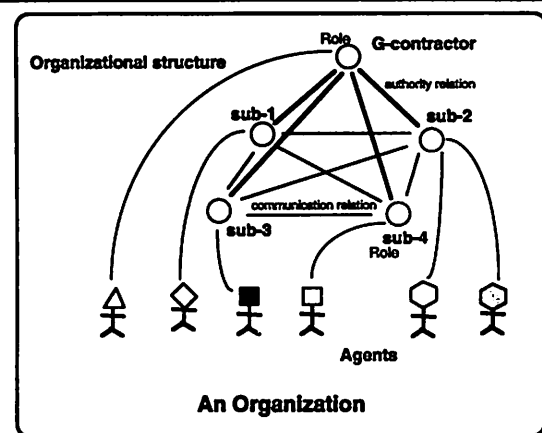 Role
G-contractor
Organizational structure
authority relation
sub-1
sub-2
communication relation
sub-3
sub-4
Role
Agents
An Organization